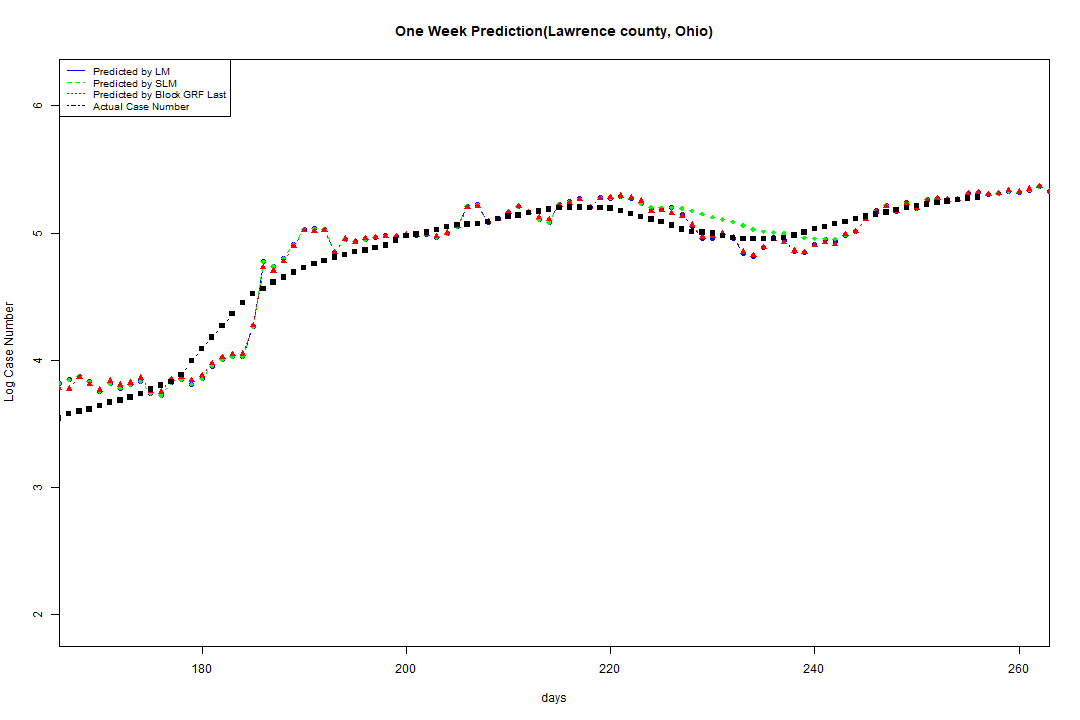 One Week Prediction(Lawrence county, Ohio)
Predicted by LM
Predicted by SLM
Predicted by Block GRF Last
Actual Case Number
6
5
4
3
2
Log Case Number
180 200 220 240 260
days